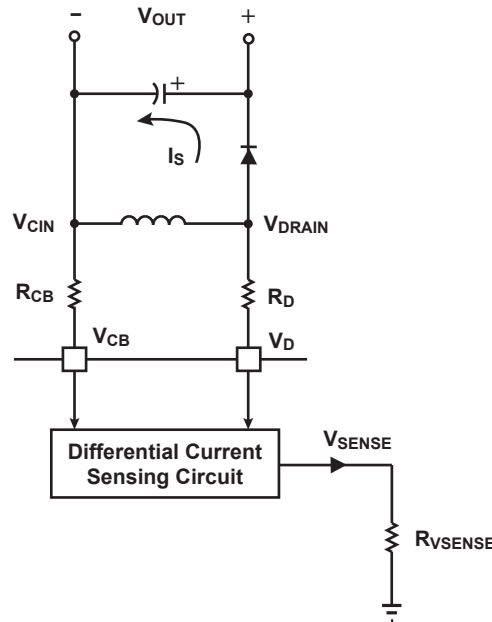 − VOUT +
+
IS
VCIN VDRAIN
RCB RD
VCB VD
Differential Current
Sensing Circuit
VSENSE
RVSENSE